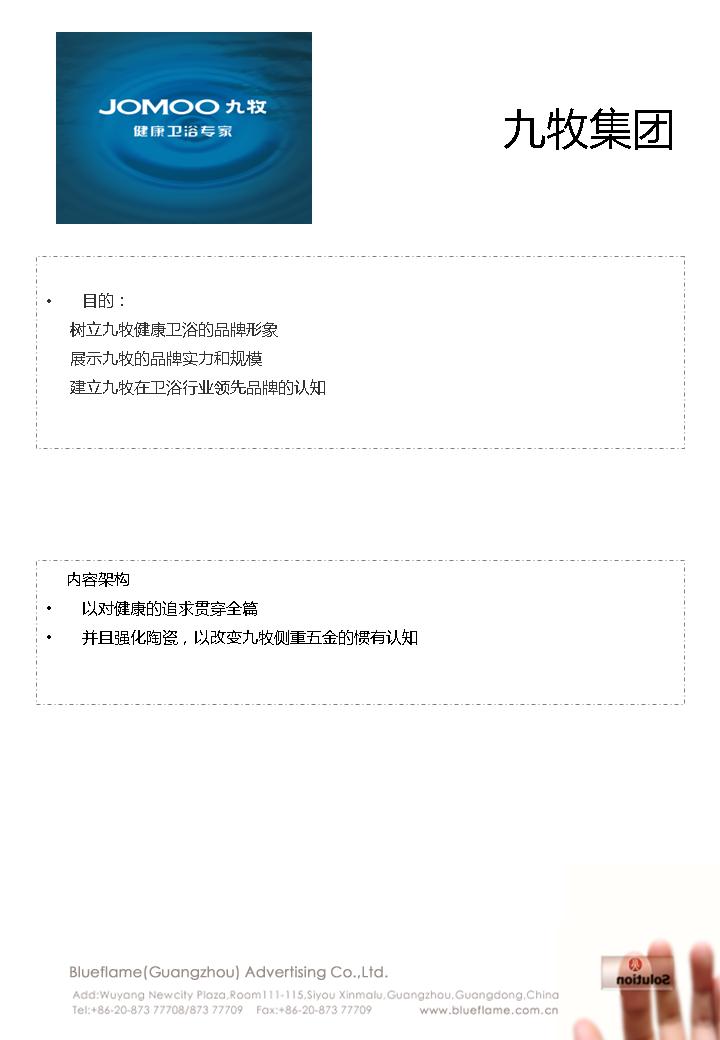 JOMOO 九牧
健康卫浴专家
九牧集团
• 目的：
树立九牧健康卫浴的品牌形象
展示九牧的品牌实力和规模
建立九牧在卫浴行业领先品牌的认知
内容架构
• 以对健康的追求贯穿全篇
• 并且强化陶瓷，以改变九牧侧重五金的惯有认知
Blueflame(Guangzhou) Advertising Co.,Ltd.
Add:Wuyang Newcity Plaza,Room111-115,Siyou Xinmalu,Guangzhou,Guangdong,China
Tel:+86-20-873 77708/873 77709 Fax:+86-20-873 77709 www.blueflame.com.cn
Solution